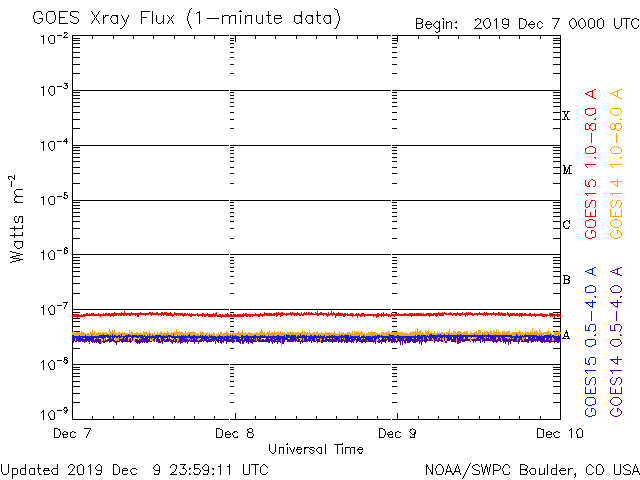 GOES Xray Flux (1-minute data)
Begin: 2019 Dec 7 0000 UTC
10⁻²
10⁻³
10⁻⁴
10⁻⁵
10⁻⁶
10⁻⁷
10⁻⁸
10⁻⁹
Watts m⁻²
X
M
C
B
A
GOES15 1.0-8.0 A
GOES14 1.0-8.0 A
GOES15 0.5-4.0 A
GOES14 0.5-4.0 A
Dec 7 Dec 8 Dec 9 Dec 10
Universal Time
Updated 2019 Dec 9 23:59:11 UTC
NOAA/SWPC Boulder, CO USA